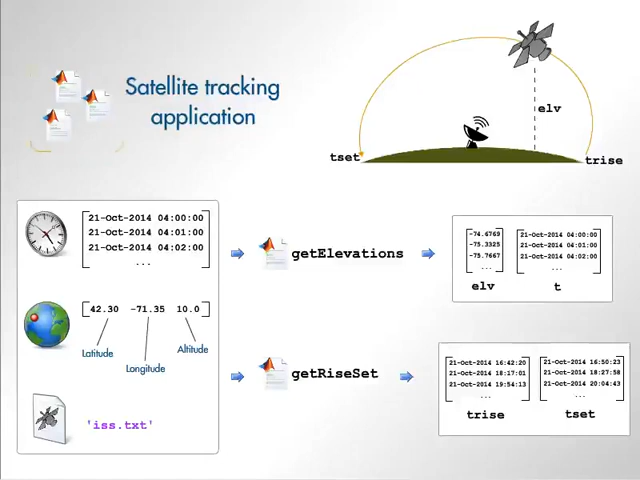 Satellite tracking
application
elv
tset
trise
21-Oct-2014 04:00:00
21-Oct-2014 04:01:00
21-Oct-2014 04:02:00
...
getElevations
-74.6769
-75.3325
-75.7667
...
elv
21-Oct-2014 04:00:00
21-Oct-2014 04:01:00
21-Oct-2014 04:02:00
...
t
42.30 -71.35 10.0
Latitude
Longitude
Altitude
getRiseSet
21-Oct-2014 16:42:20
21-Oct-2014 18:17:01
21-Oct-2014 19:54:13
...
trise
21-Oct-2014 16:50:23
21-Oct-2014 18:27:58
21-Oct-2014 20:04:43
...
tset
'iss.txt'